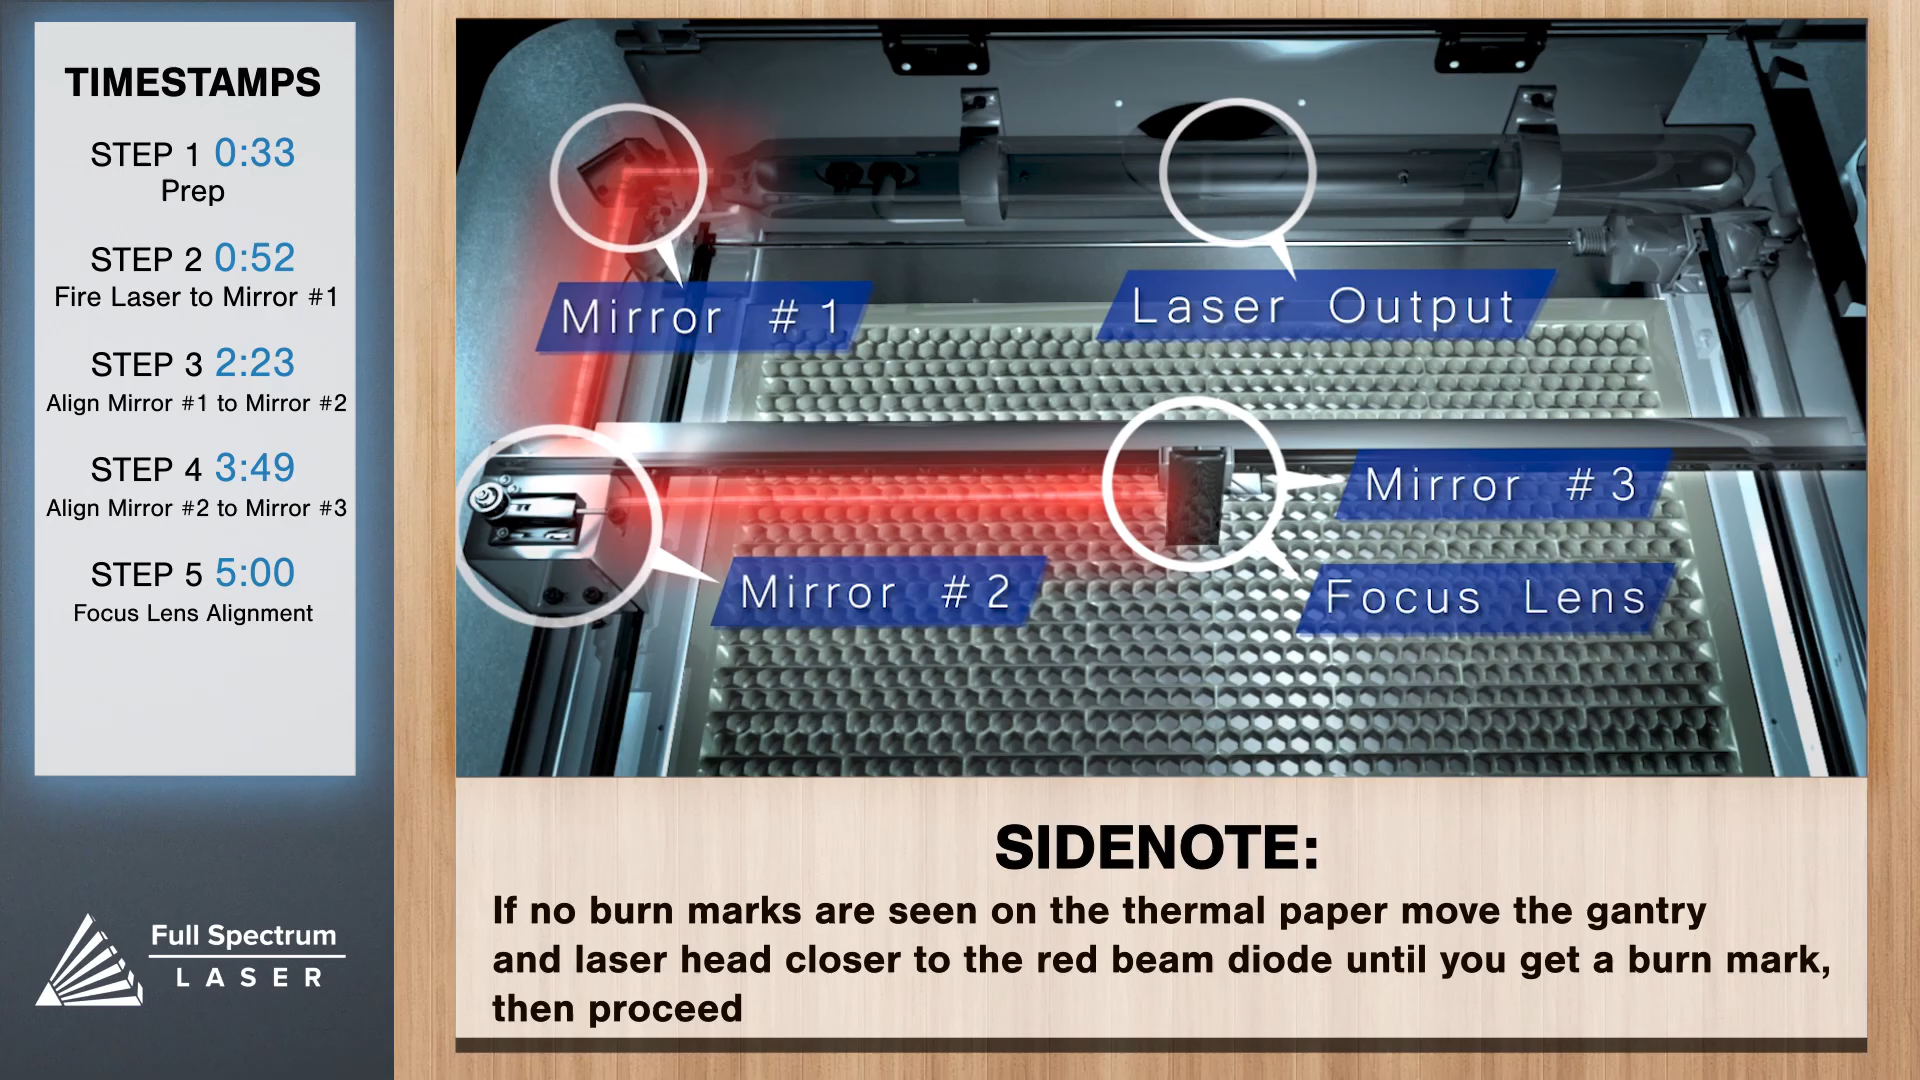 TIMESTAMPS
STEP 1 0:33
Prep
STEP 2 0:52
Fire Laser to Mirror #1
STEP 3 2:23
Align Mirror #1 to Mirror #2
STEP 4 3:49
Align Mirror #2 to Mirror #3
STEP 5 5:00
Focus Lens Alignment
Full Spectrum
LASER
Mirror #1
Laser Output
Mirror #3
Mirror #2
Focus Lens
SIDENOTE:
If no burn marks are seen on the thermal paper move the gantry
and laser head closer to the red beam diode until you get a burn mark,
then proceed